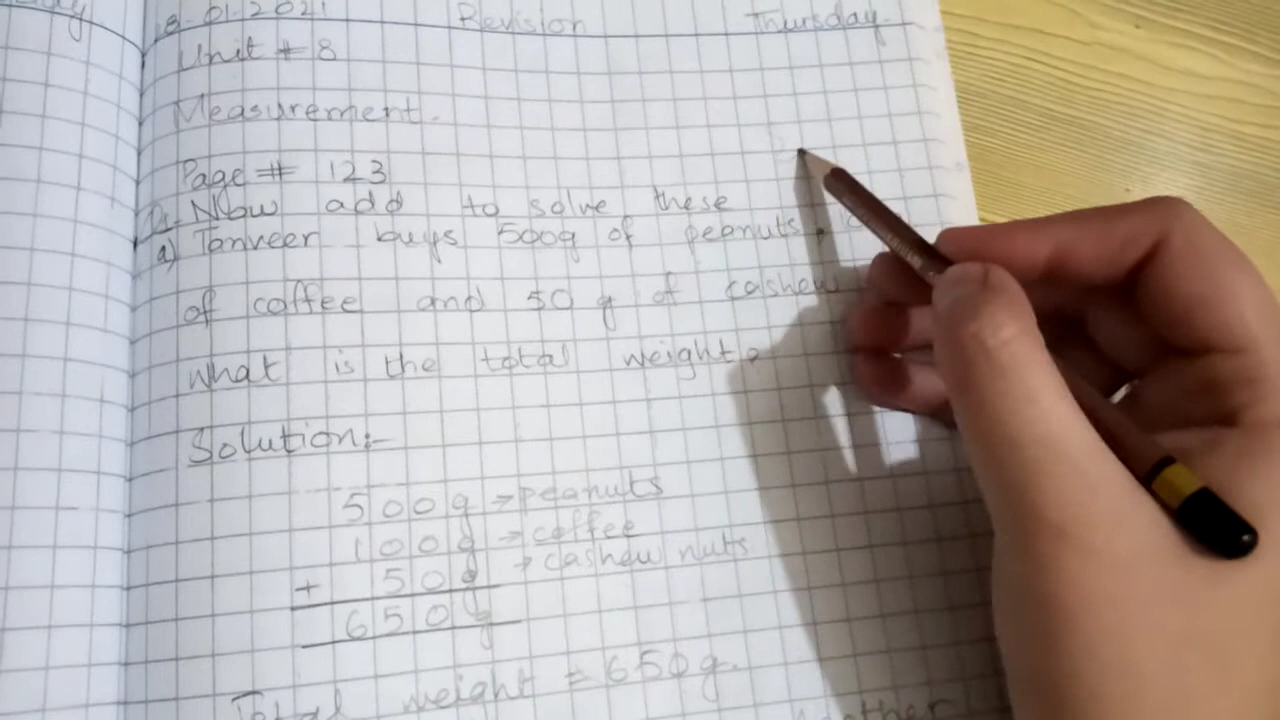 8-01-2021 Revision Thursday
Unit # 8
Measurement.
Page # 123
Q1- Now add to solve these
a) Tanveer buys 500g of peanuts,
of coffee and 50 g of cashew
what is the total weight?
Solution:-
500g → peanuts
100g → coffee
+ 50g → cashew nuts
650g
Total weight = 650g.